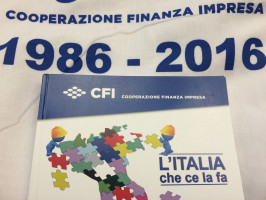 COOPERAZIONE FINANZA IMPRESA
1986 - 2016
CFI COOPERAZIONE FINANZA IMPRESA
L'ITALIA
che ce la fa